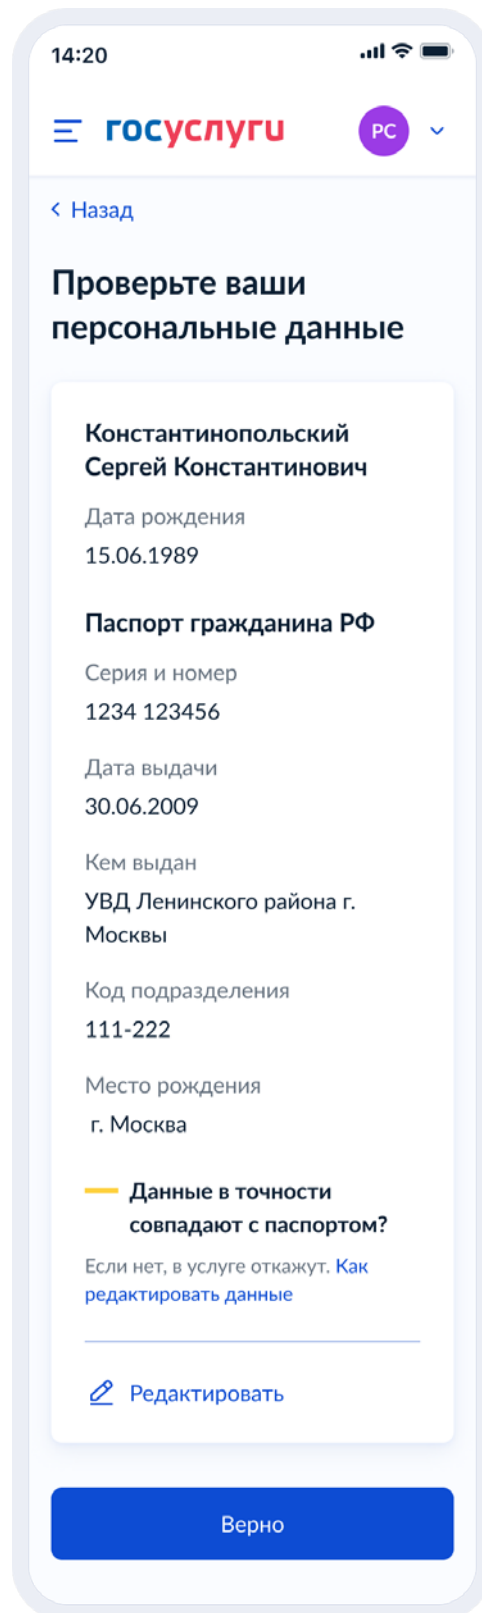 14:20
госуслуги
РС
Назад
Проверьте ваши
персональные данные
Константинопольский
Сергей Константинович
Дата рождения
15.06.1989
Паспорт гражданина РФ
Серия и номер
1234 123456
Дата выдачи
30.06.2009
Кем выдан
УВД Ленинского района г.
Москвы
Код подразделения
111-222
Место рождения
г. Москва
Данные в точности
совпадают с паспортом?
Если нет, в услуге откажут. Как
редактировать данные
Редактировать
Верно